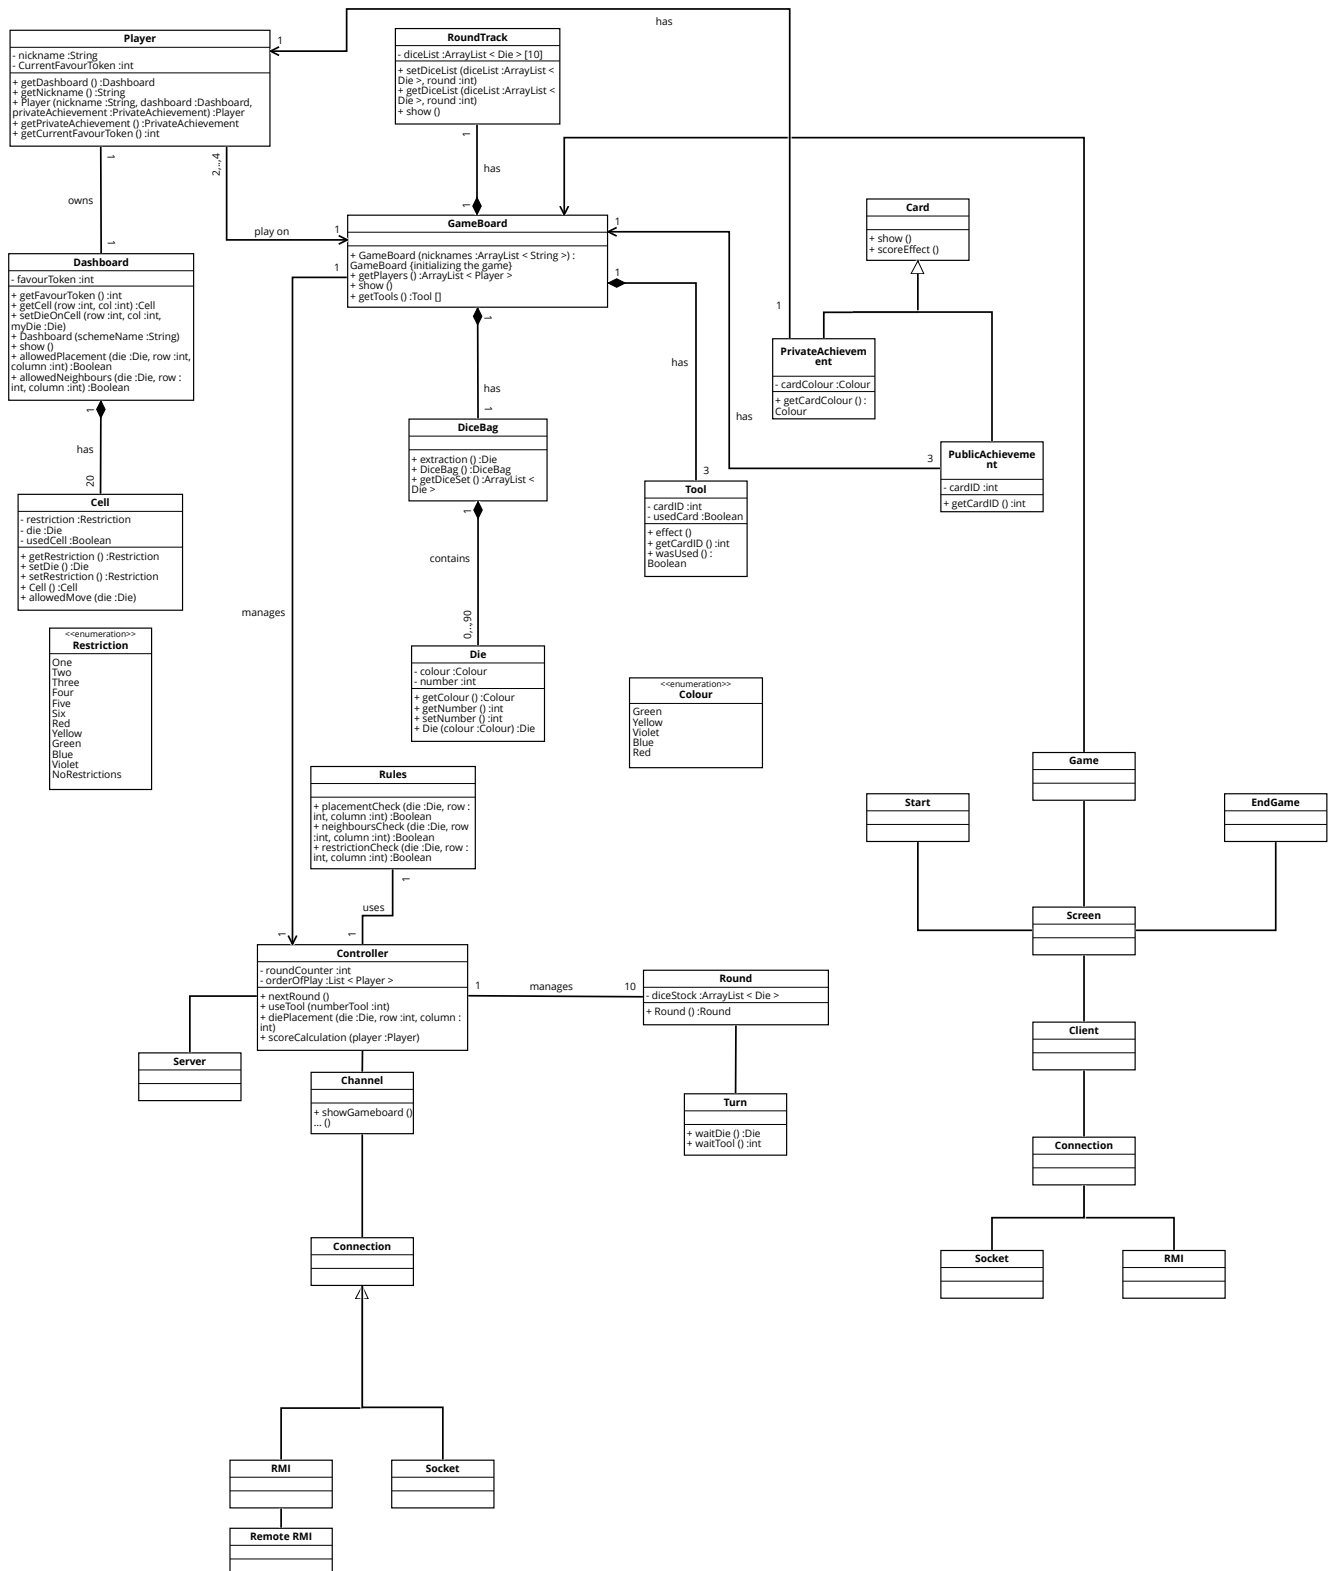 has
Player
1
- nickname :String
- CurrentFavourToken :int
+ getDashboard () :Dashboard
+ getNickname () :String
+ Player (nickname :String, dashboard :Dashboard,
privateAchievement :PrivateAchievement) :Player
+ getPrivateAchievement () :PrivateAchievement
+ getCurrentFavourToken () :int
RoundTrack
- diceList :ArrayList < Die > [10]
+ setDiceList (diceList :ArrayList <
Die >, round :int)
+ getDiceList (diceList :ArrayList <
Die >, round :int)
+ show ()
1
1
2,..,4
has
owns
1
play on
1
1
1
1
GameBoard
+ GameBoard (nicknames :ArrayList < String >) :
GameBoard {initializing the game}
+ getPlayers () :ArrayList < Player >
+ show ()
+ getTools () :Tool []
1
1
Card
+ show ()
+ scoreEffect ()
Dashboard
- favourToken :int
+ getFavourToken () :int
+ getCell (row :int, col :int) :Cell
+ setDieOnCell (row :int, col :int,
myDie :Die)
+ Dashboard (schemeName :String)
+ show ()
+ allowedPlacement (die :Die, row :int,
column :int) :Boolean
+ allowedNeighbours (die :Die, row :
int, column :int) :Boolean
1
has
1
has
1
PrivateAchievem
ent
- cardColour :Colour
+ getCardColour () :
Colour
1
has
20
has
DiceBag
+ extraction () :Die
+ DiceBag () :DiceBag
+ getDiceSet () :ArrayList <
Die >
3
3
PublicAchieveme
nt
- cardID :int
+ getCardID () :int
Tool
- cardID :int
- usedCard :Boolean
+ effect ()
+ getCardID () :int
+ wasUsed () :
Boolean
Cell
- restriction :Restriction
- die :Die
- usedCell :Boolean
+ getRestriction () :Restriction
+ setDie () :Die
+ setRestriction () :Restriction
+ Cell () :Cell
+ allowedMove (die :Die)
1
contains
0,..,90
manages
<<enumeration>>
Restriction
One
Two
Three
Four
Five
Six
Red
Yellow
Green
Blue
Violet
NoRestrictions
Die
- colour :Colour
- number :int
+ getColour () :Colour
+ getNumber () :int
+ setNumber () :int
+ Die (colour :Colour) :Die
<<enumeration>>
Colour
Green
Yellow
Violet
Blue
Red
Rules
+ placementCheck (die :Die, row :
int, column :int) :Boolean
+ neighboursCheck (die :Die, row
:int, column :int) :Boolean
+ restrictionCheck (die :Die, row :
int, column :int) :Boolean
1
uses
1
1
Game
Start
EndGame
Screen
Controller
- roundCounter :int
- orderOfPlay :List < Player >
+ nextRound ()
+ useTool (numberTool :int)
+ diePlacement (die :Die, row :int, column :
int)
+ scoreCalculation (player :Player)
1
manages
10
Round
- diceStock :ArrayList < Die >
+ Round () :Round
Client
Server
Channel
+ showGameboard ()
... ()
Turn
+ waitDie () :Die
+ waitTool () :int
Connection
Connection
Socket
RMI
RMI
Socket
Remote RMI